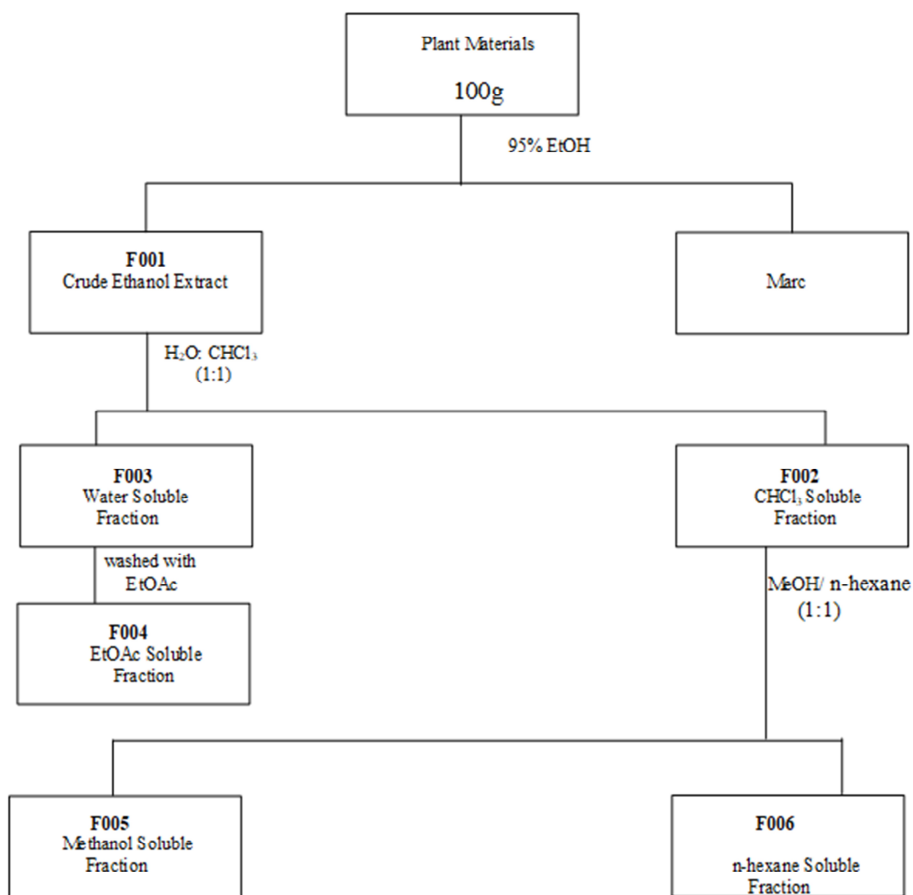 Plant Materials
100g
95% EtOH
F001
Crude Ethanol Extract
Marc
H₂O: CHCl₃
(1:1)
F003
Water Soluble
Fraction
F002
CHCl₃ Soluble
Fraction
washed with
EtOAc
MeOH/ n-hexane
(1:1)
F004
EtOAc Soluble
Fraction
F005
Methanol Soluble
Fraction
F006
n-hexane Soluble
Fraction